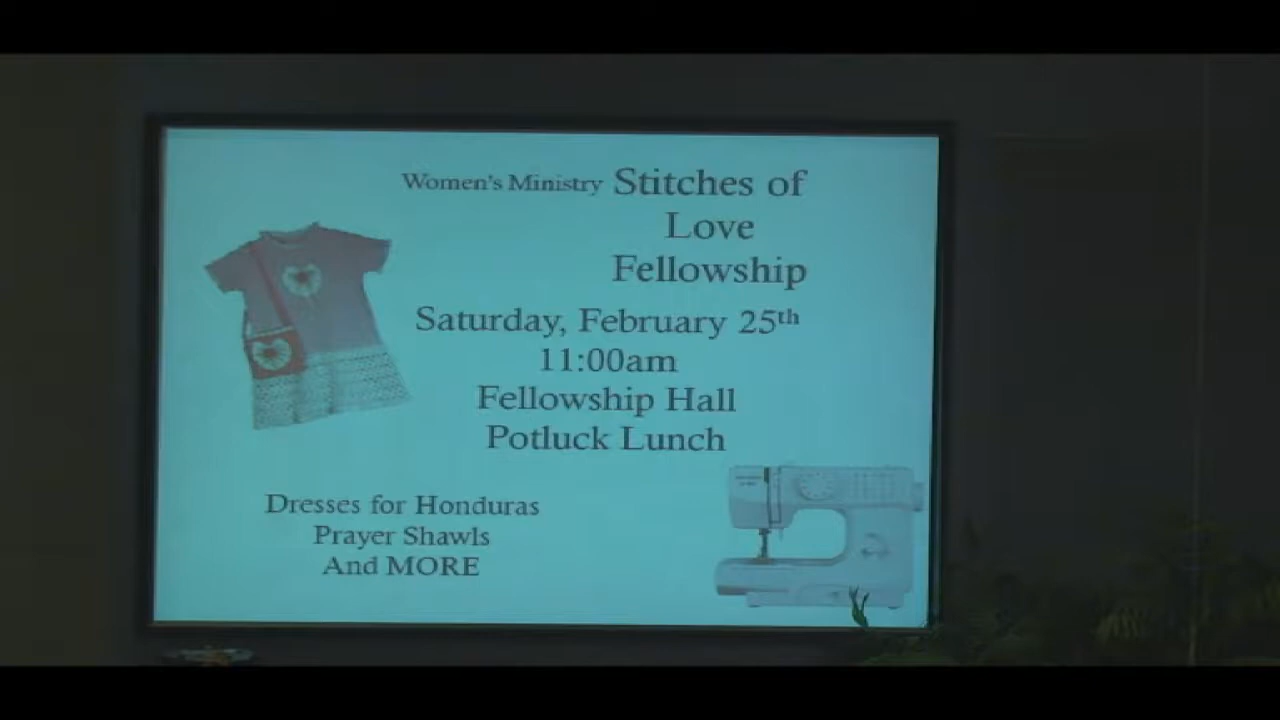 Women's Ministry Stitches of
Love
Fellowship
Saturday, February 25th
11:00am
Fellowship Hall
Potluck Lunch
Dresses for Honduras
Prayer Shawls
And MORE